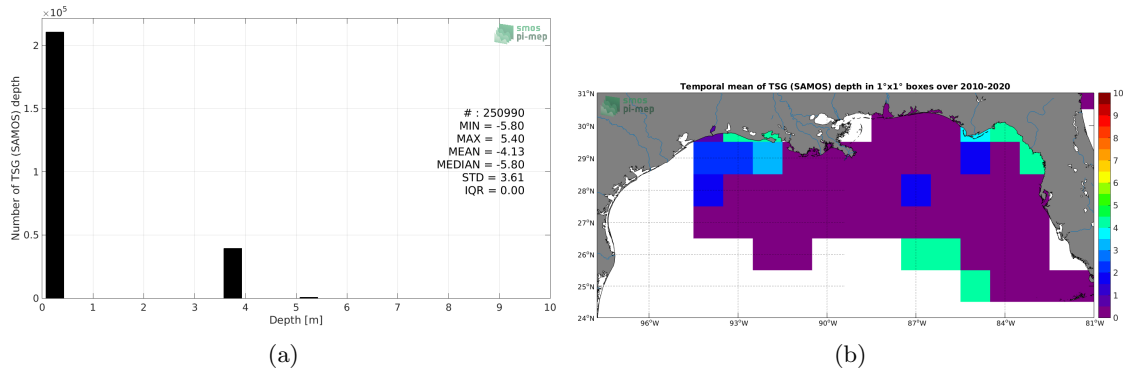 ×10⁵
2
1.5
1
0.5
0
Number of TSG (SAMOS) depth
smos
pi-mep
# : 250990
MIN = -5.80
MAX = 5.40
MEAN = -4.13
MEDIAN = -5.80
STD = 3.61
IQR = 0.00
0 1 2 3 4 5 6 7 8 9 10
Depth [m]
(a)
Temporal mean of TSG (SAMOS) depth in 1°x1° boxes over 2010-2020
smos
pi-mep
31°N
30°N
29°N
28°N
27°N
26°N
25°N
24°N
96°W 93°W 90°W 87°W 84°W 81°W
10
9
8
7
6
5
4
3
2
1
0
(b)